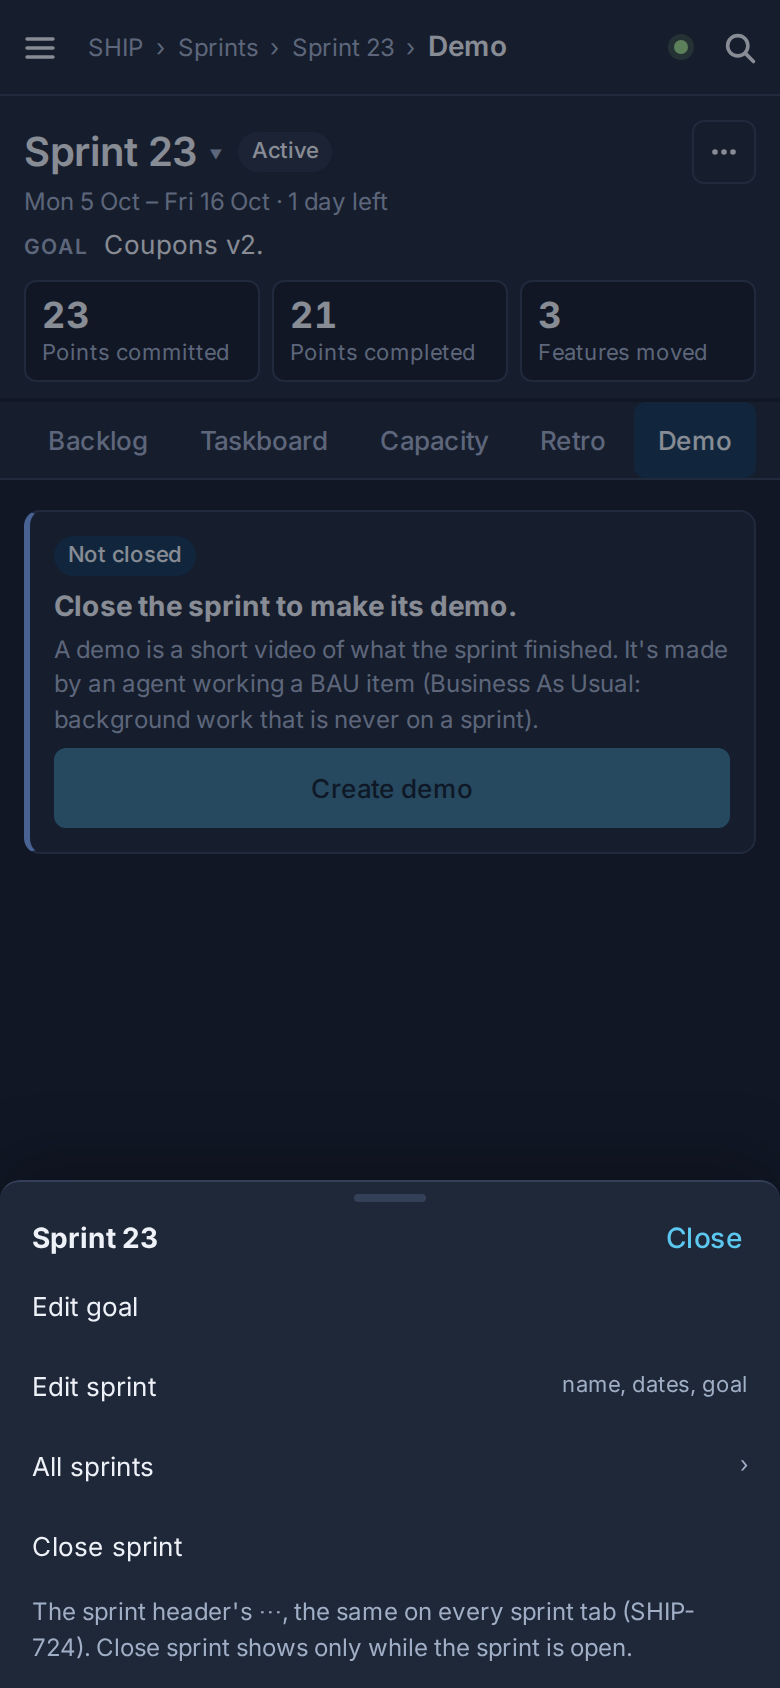 SHIP › Sprints › Sprint 23 › Demo
Sprint 23 ▾ Active ···
Mon 5 Oct – Fri 16 Oct · 1 day left
GOAL Coupons v2.
23 21 3
Points committed Points completed Features moved
Backlog Taskboard Capacity Retro Demo
Not closed
Close the sprint to make its demo.
A demo is a short video of what the sprint finished. It's made
by an agent working a BAU item (Business As Usual:
background work that is never on a sprint).
Create demo
Sprint 23 Close
Edit goal
Edit sprint name, dates, goal
All sprints ›
Close sprint
The sprint header's ···, the same on every sprint tab (SHIP-
724). Close sprint shows only while the sprint is open.